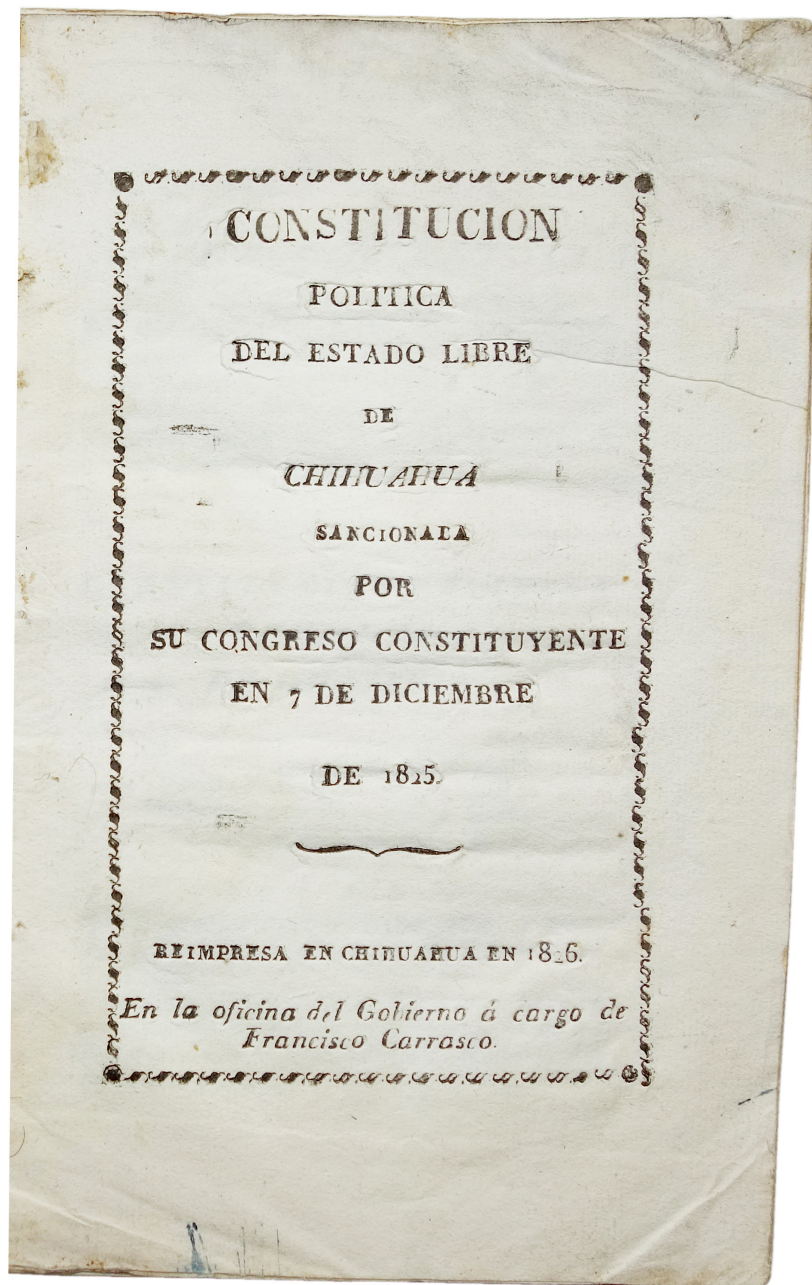 CONSTITUCION
POLITICA
DEL ESTADO LIBRE
DE
CHIHUAHUA
SANCIONADA
POR
SU CONGRESO CONSTITUYENTE
EN 7 DE DICIEMBRE
DE 1825.
REIMPRESA EN CHIHUAHUA EN 1826.
En la oficina del Gobierno á cargo de
Francisco Carrasco.